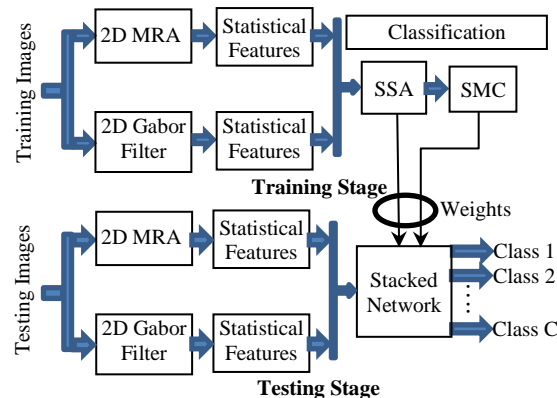 Training Images
2D MRA
Statistical
Features
Classification
2D Gabor
Filter
Statistical
Features
SSA
SMC
Training Stage
Weights
Testing Images
2D MRA
Statistical
Features
2D Gabor
Filter
Statistical
Features
Stacked
Network
Class 1
Class 2
Class C
Testing Stage